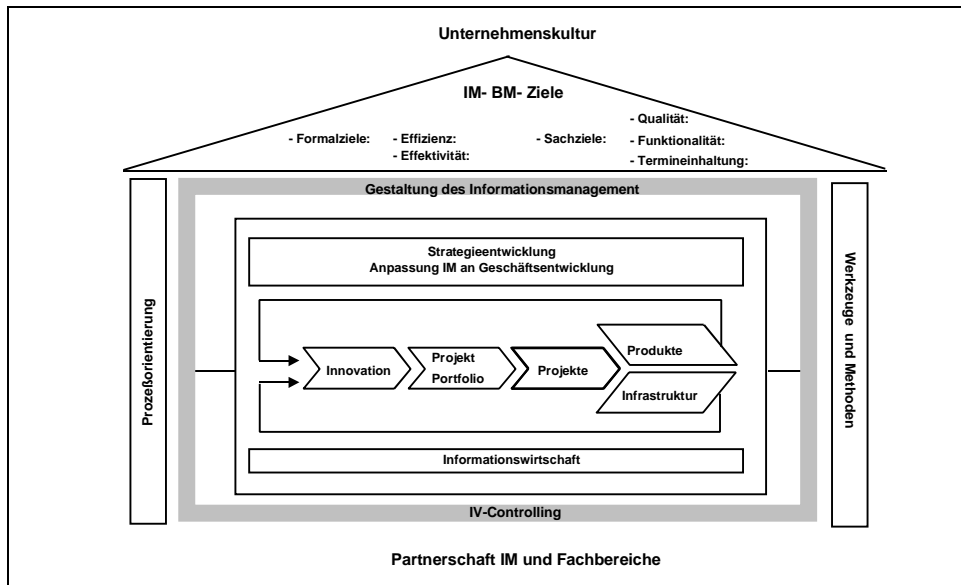 Unternehmenskultur
IM- BM- Ziele
- Formalziele:
- Effizienz:
- Effektivität:
- Sachziele:
- Qualität:
- Funktionalität:
- Termineinhaltung:
Gestaltung des Informationsmanagement
Prozeßorientierung
Strategieentwicklung
Anpassung IM an Geschäftsentwicklung
Innovation
Projekt
Portfolio
Projekte
Produkte
Infrastruktur
Informationswirtschaft
IV-Controlling
Werkzeuge und Methoden
Partnerschaft IM und Fachbereiche